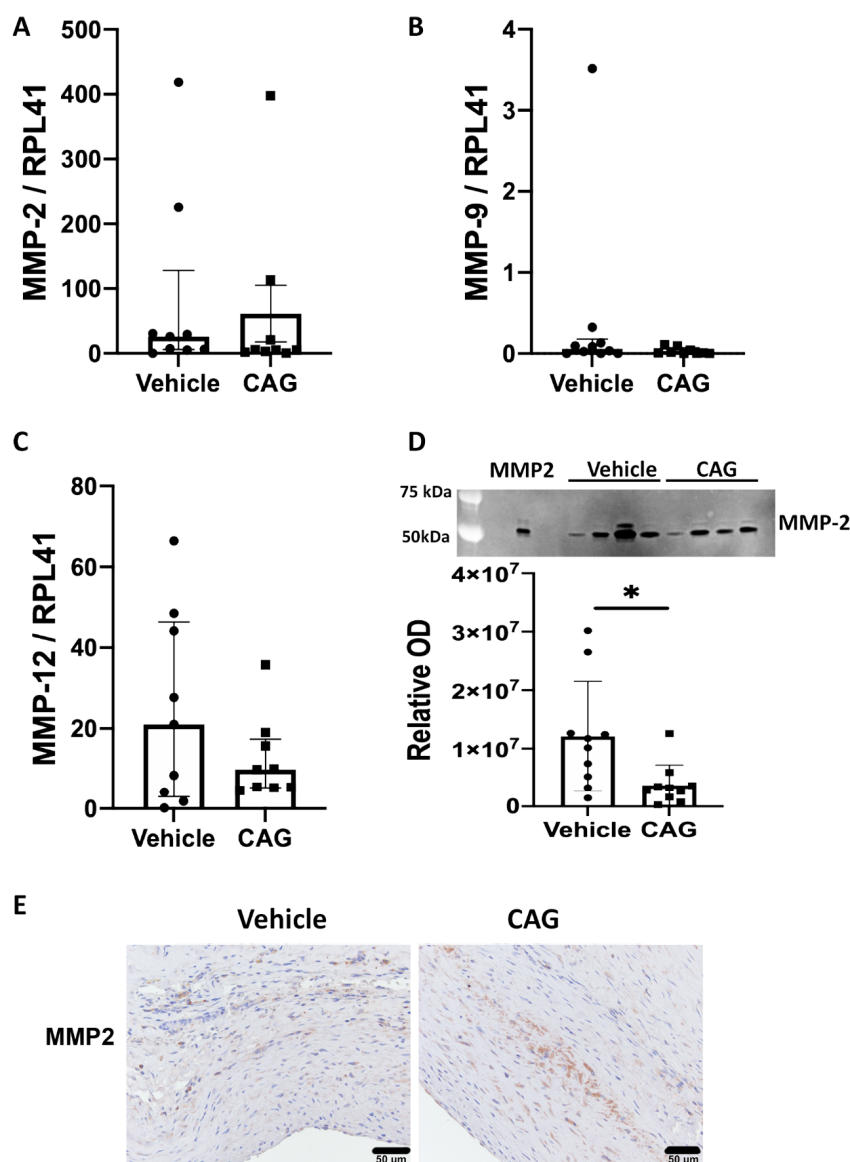 A
MMP-2 / RPL41
500
400
300
200
100
0
Vehicle CAG
B
MMP-9 / RPL41
4
3
2
1
0
Vehicle CAG
C
MMP-12 / RPL41
80
60
40
20
0
Vehicle CAG
D
MMP2 Vehicle CAG
75 kDa
50kDa
MMP-2
Relative OD
4×10⁷
3×10⁷
2×10⁷
1×10⁷
0
*
Vehicle CAG
E
Vehicle CAG
MMP2
50 um
50 um